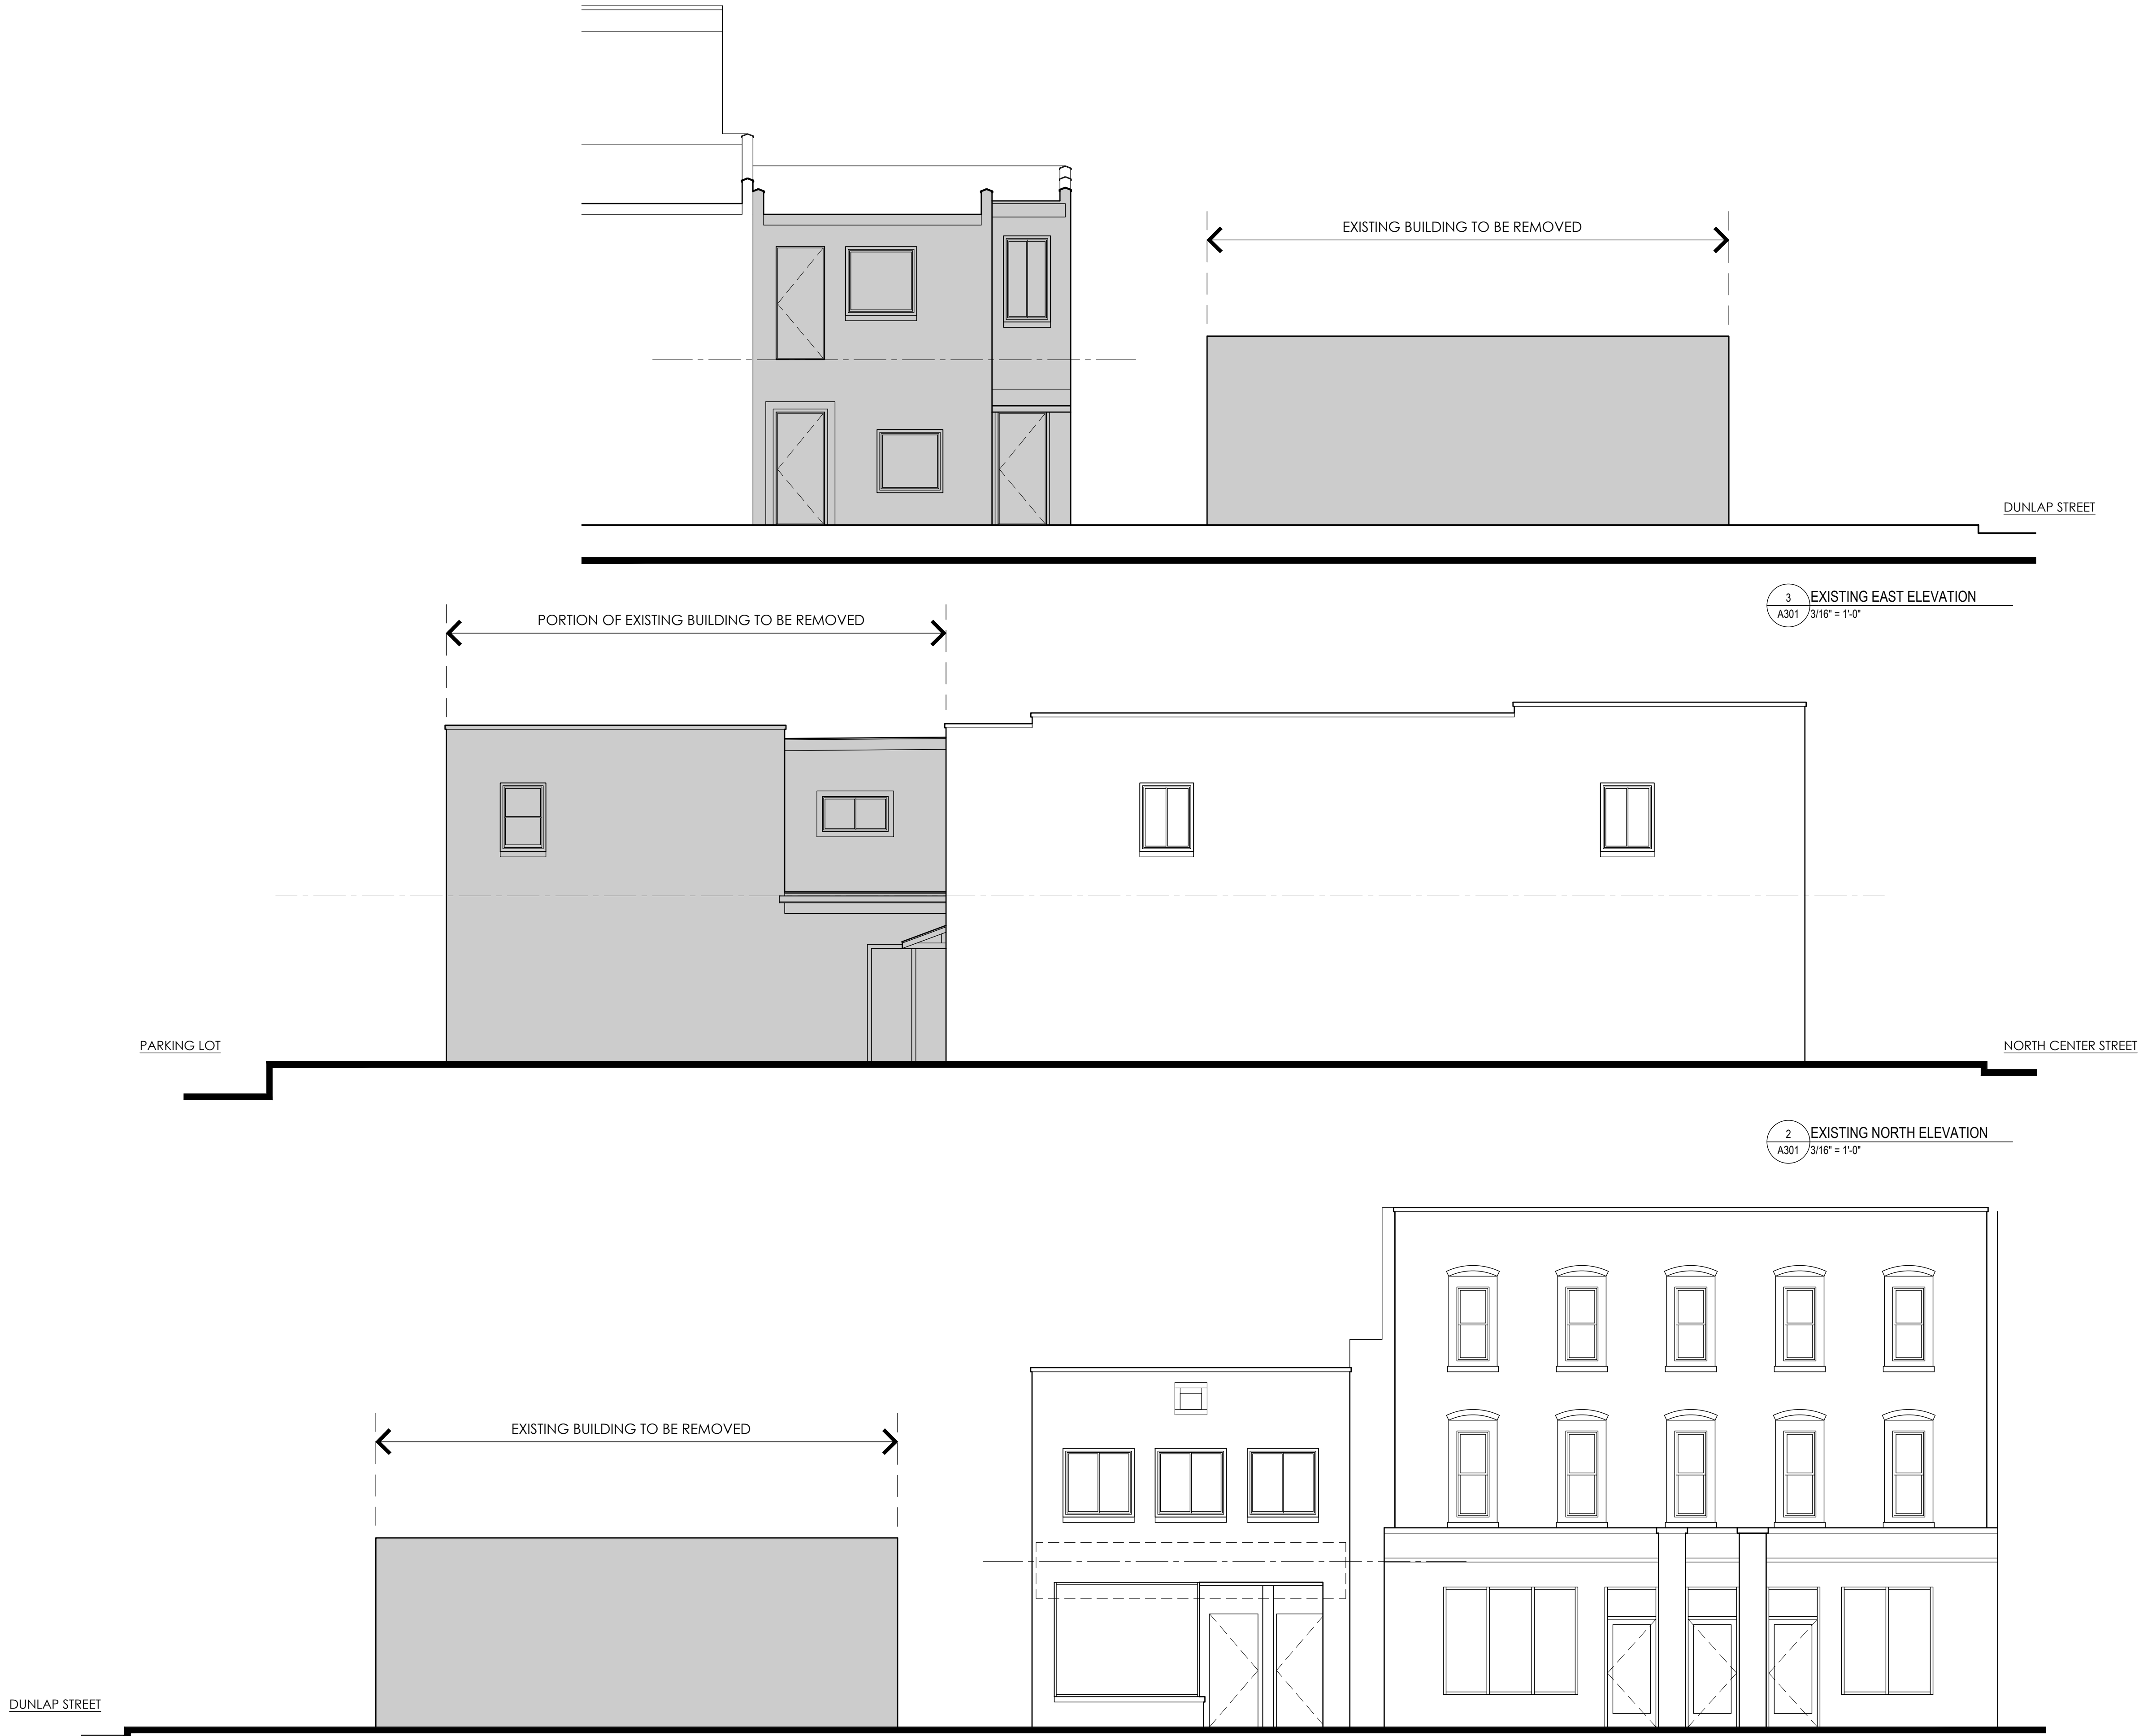 EXISTING BUILDING TO BE REMOVED
DUNLAP STREET
3
A301
EXISTING EAST ELEVATION
3/16" = 1'-0"
PORTION OF EXISTING BUILDING TO BE REMOVED
PARKING LOT
NORTH CENTER STREET
2
A301
EXISTING NORTH ELEVATION
3/16" = 1'-0"
EXISTING BUILDING TO BE REMOVED
DUNLAP STREET